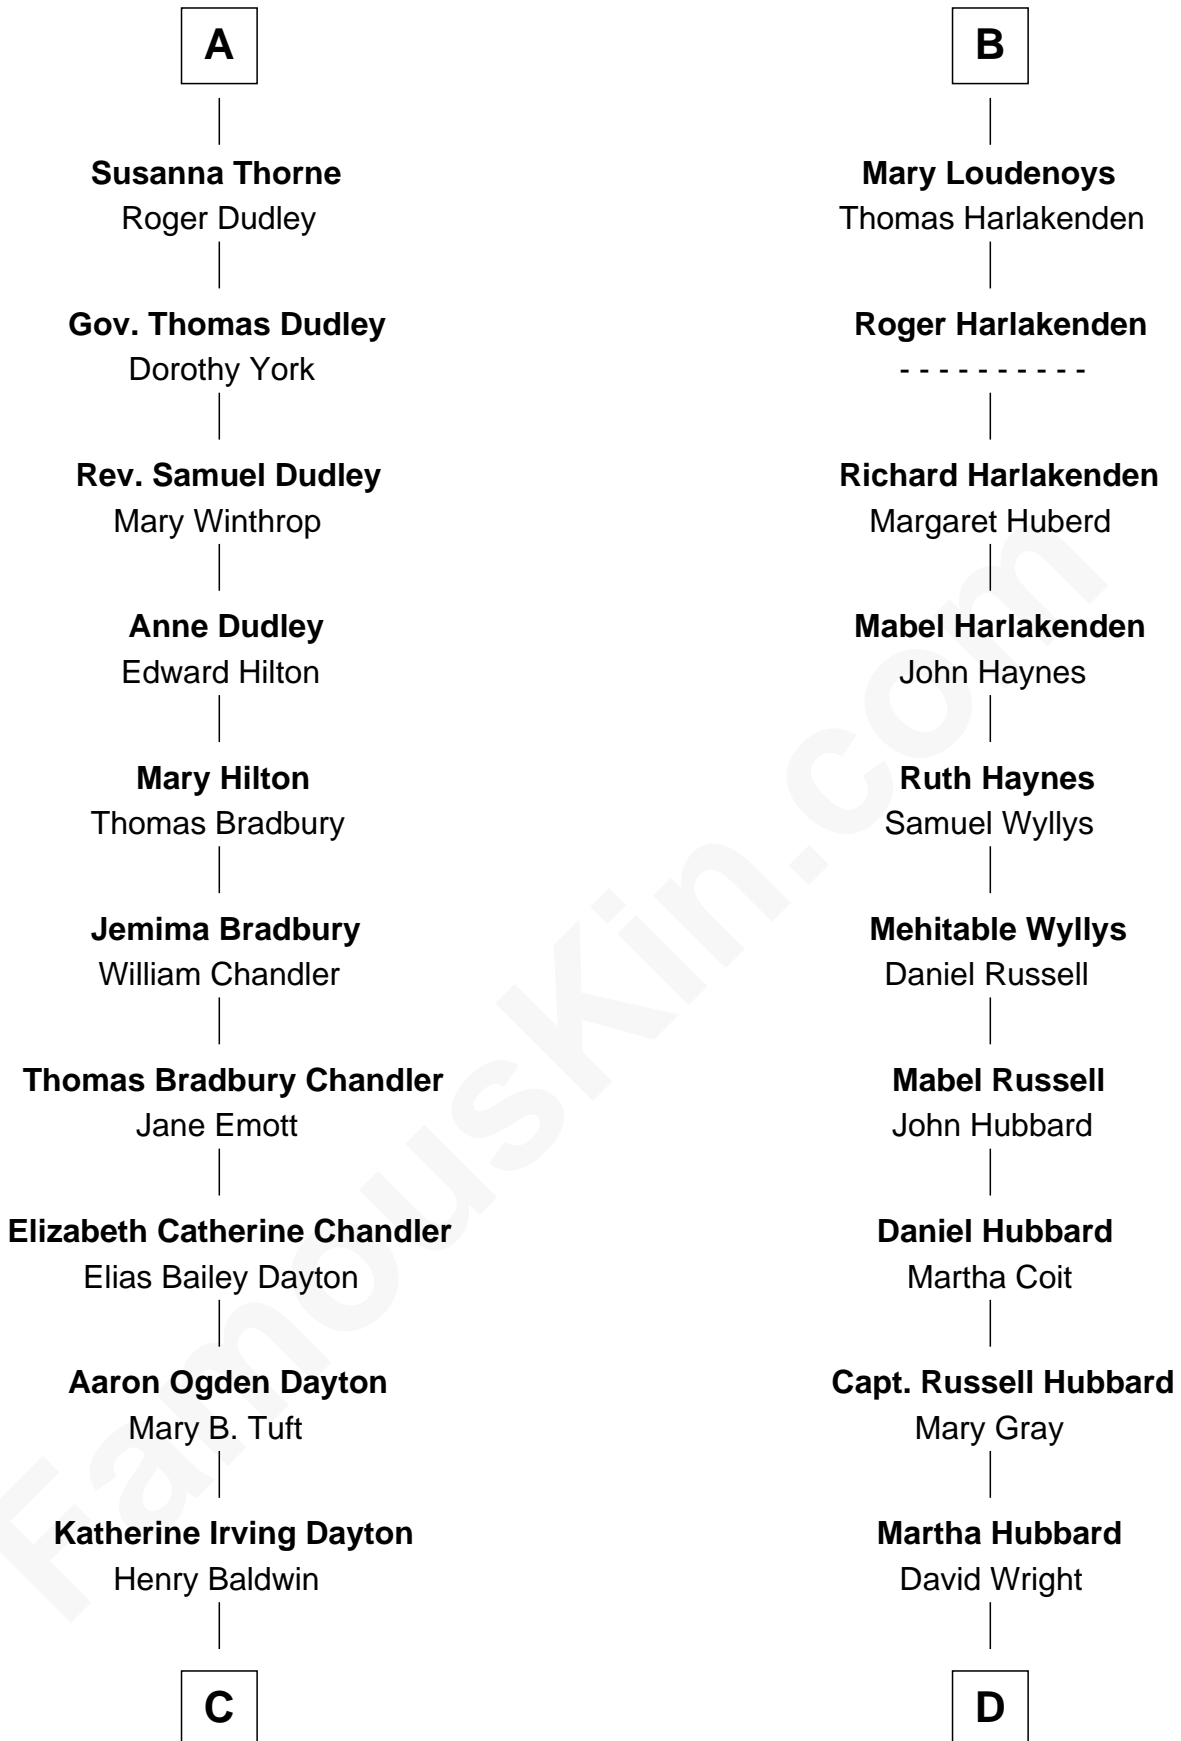 A
Susanna Thorne
Roger Dudley
Gov. Thomas Dudley
Dorothy York
Rev. Samuel Dudley
Mary Winthrop
Anne Dudley
Edward Hilton
Mary Hilton
Thomas Bradbury
Jemima Bradbury
William Chandler
Thomas Bradbury Chandler
Jane Emott
Elizabeth Catherine Chandler
Elias Bailey Dayton
Aaron Ogden Dayton
Mary B. Tuft
Katherine Irving Dayton
Henry Baldwin
C
B
Mary Loudenoys
Thomas Harlakenden
Roger Harlakenden
- - - - - - - - - -
Richard Harlakenden
Margaret Huberd
Mabel Harlakenden
John Haynes
Ruth Haynes
Samuel Wyllys
Mehitable Wyllys
Daniel Russell
Mabel Russell
John Hubbard
Daniel Hubbard
Martha Coit
Capt. Russell Hubbard
Mary Gray
Martha Hubbard
David Wright
D
FamousKin.com